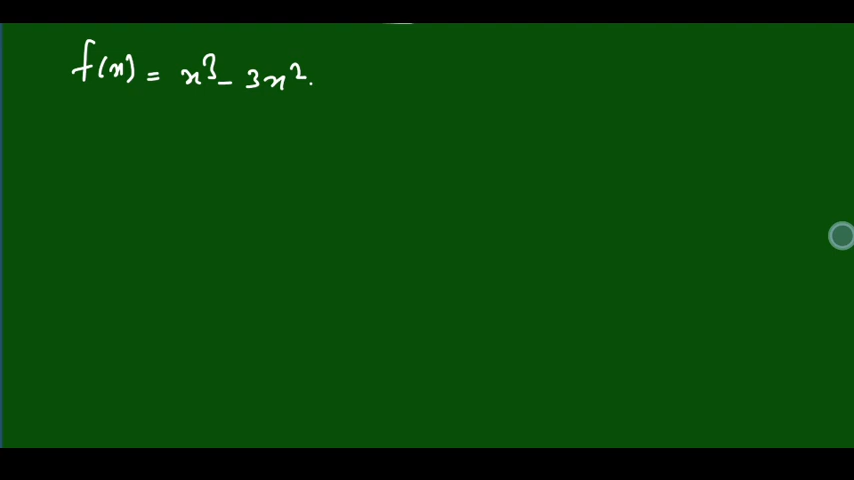 f(x) = x³ - 3x².